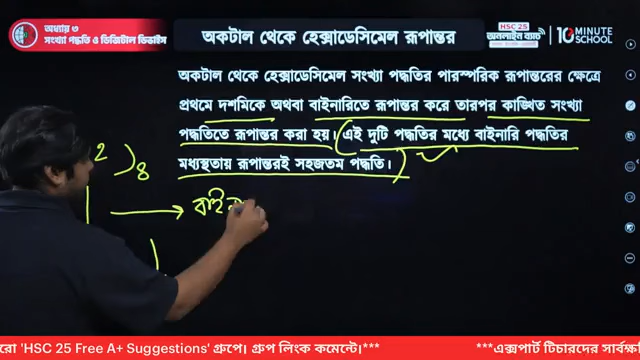 অধ্যায় ৩
সংখ্যা পদ্ধতি ও ডিজিটাল ডিভাইস
অকটাল থেকে হেক্সাডেসিমেল রূপান্তর
HSC 25
অনলাইন ব্যাচ
10 MINUTE SCHOOL
অকটাল থেকে হেক্সাডেসিমেল সংখ্যা পদ্ধতির পারস্পরিক রূপান্তরের ক্ষেত্রে
প্রথমে দশমিকে অথবা বাইনারিতে রূপান্তর করে তারপর কাঙ্খিত সংখ্যা
পদ্ধতিতে রূপান্তর করা হয়। এই দুটি পদ্ধতির মধ্যে বাইনারি পদ্ধতির
মধ্যস্থতায় রূপান্তরই সহজতম পদ্ধতি।
2 )8
বাইন
রো 'HSC 25 Free A+ Suggestions' গ্রুপে। গ্রুপ লিংক কমেন্টে।*** ***এক্সপার্ট টিচারদের সার্বক্ষ